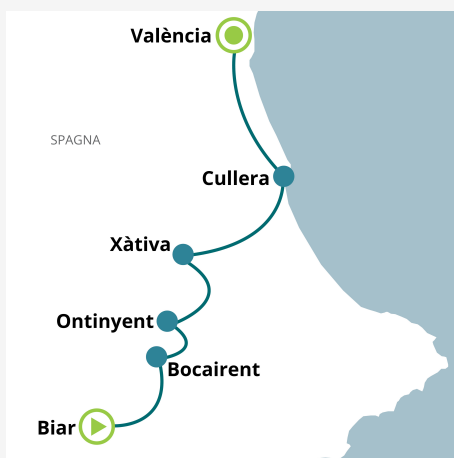 València
SPAGNA
Cullera
Xàtiva
Ontinyent
Bocairent
Biar